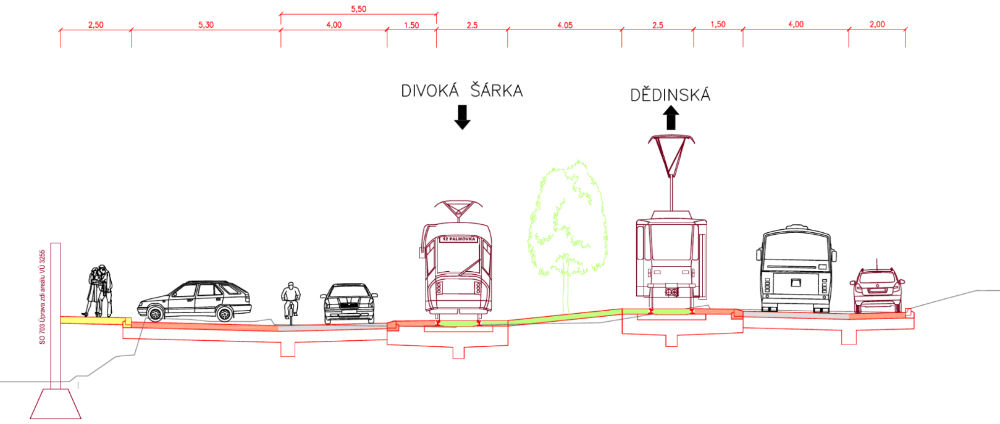 5,50
2,50 5,30 4,00 1.50 2.5 4.05 2.5 1,50 4,00 2,00
DIVOKÁ ŠÁRKA
DĚDINSKÁ
12 PALMOVKA
SO 703 Úprava zdi areálu VÚ 3255